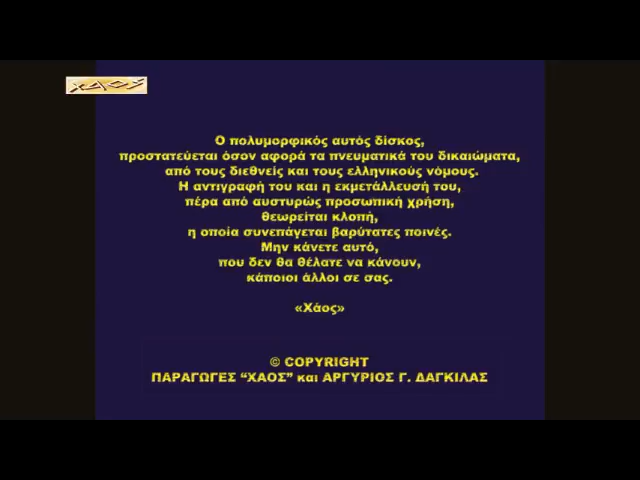 ΧΑΟΣ
Ο πολυμορφικός αυτός δίσκος,
προστατεύεται όσον αφορά τα πνευματικά του δικαιώματα,
από τους διεθνείς και τους ελληνικούς νόμους.
Η αντιγραφή του και η εκμετάλλευσή του,
πέρα από αυστυρώς προσωπική χρήση,
θεωρείται κλοπή,
η οποία συνεπάγεται βαρύτατες ποινές.
Μην κάνετε αυτό,
που δεν θα θέλατε να κάνουν,
κάποιοι άλλοι σε σας.
«Χάος»
© COPYRIGHT
ΠΑΡΑΓΩΓΕΣ “ΧΑΟΣ” και ΑΡΓΥΡΙΟΣ Γ. ΔΑΓΚΙΛΑΣ